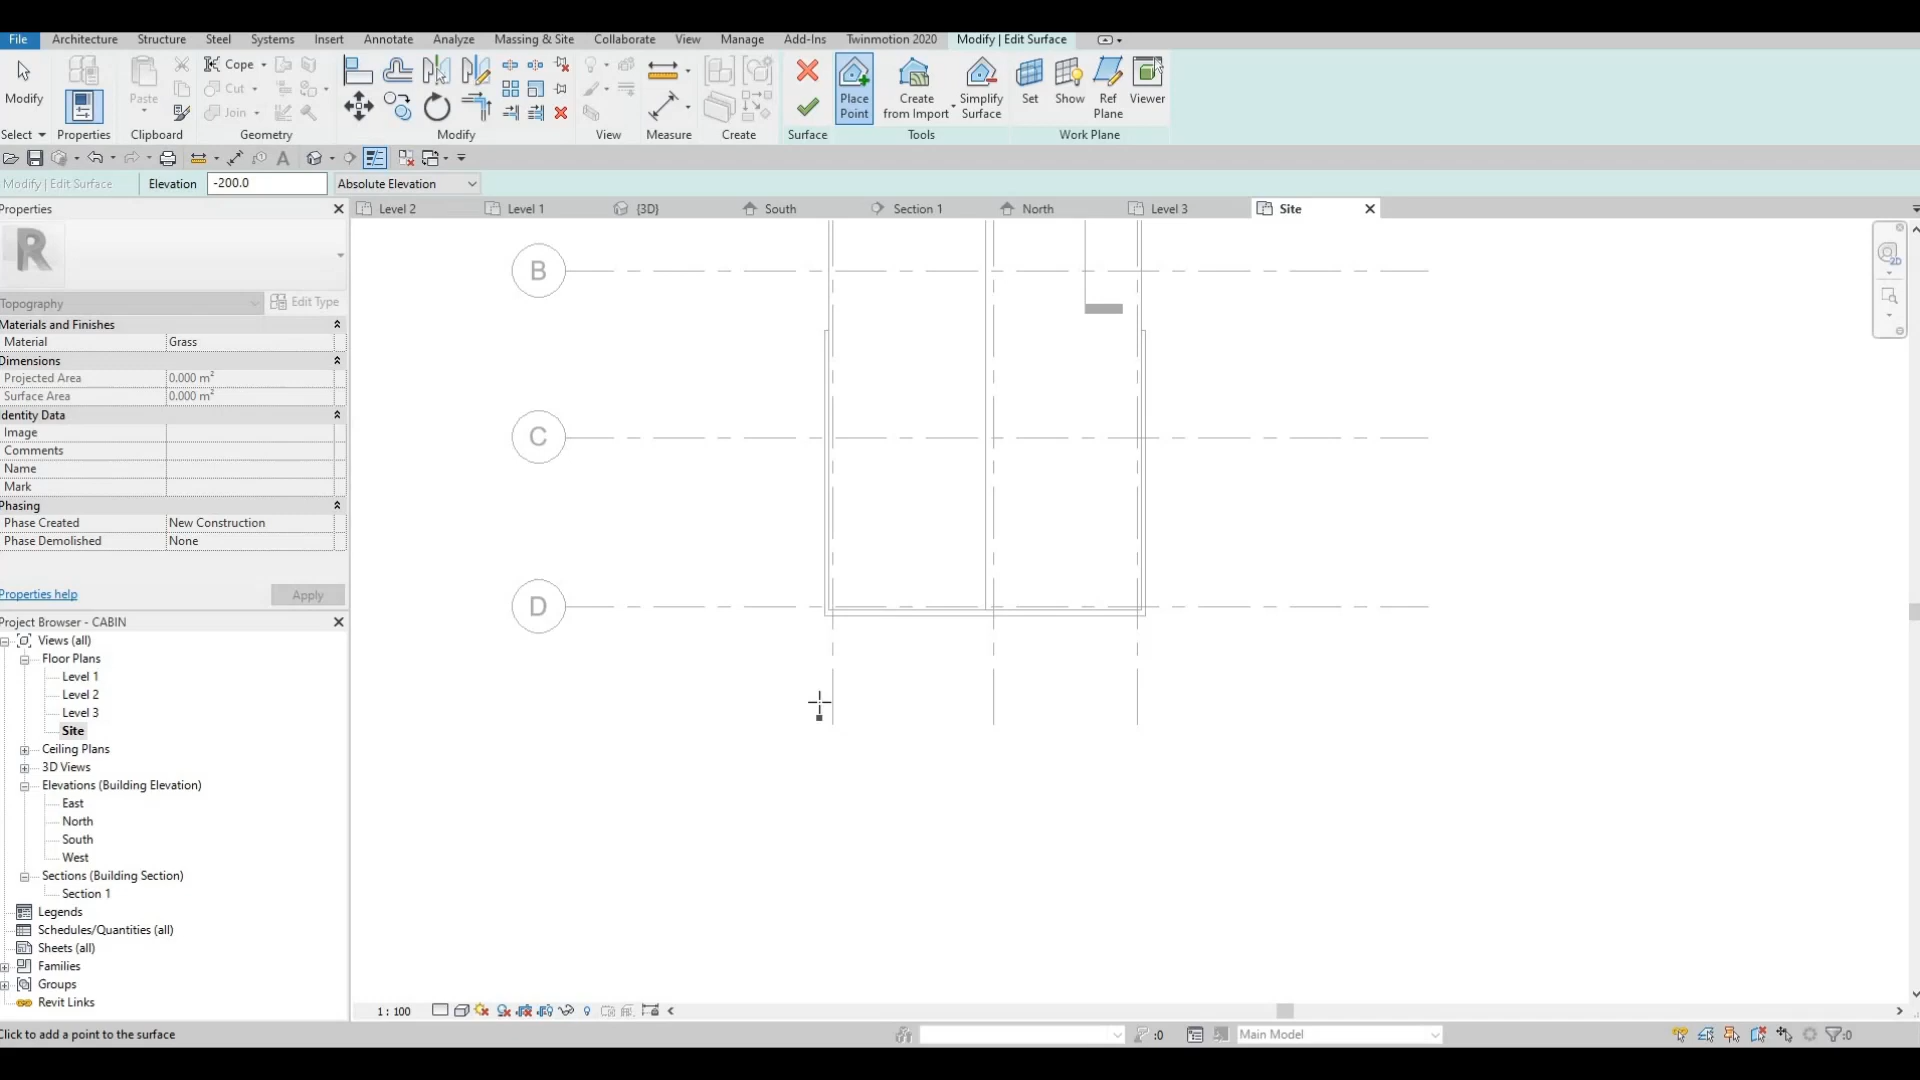 File Architecture Structure Steel Systems Insert Annotate Analyze Massing & Site Collaborate View Manage Add-Ins Twinmotion 2020 Modify | Edit Surface
Modify
Select
Properties
Paste
Clipboard
Cope
Cut
Join
Geometry
Modify
View
Measure
Create
Surface
Place
Point
Create
from Import
Simplify
Surface
Tools
Set
Show
Ref
Plane
Viewer
Work Plane
Modify | Edit Surface Elevation -200.0 Absolute Elevation
Properties
Level 2 Level 1 {3D} South Section 1 North Level 3 Site
R
Topography Edit Type
Materials and Finishes
Material Grass
Dimensions
Projected Area 0.000 m²
Surface Area 0.000 m²
dentity Data
Image
Comments
Name
Mark
Phasing
Phase Created New Construction
Phase Demolished None
Properties help Apply
Project Browser - CABIN
Views (all)
Floor Plans
Level 1
Level 2
Level 3
Site
Ceiling Plans
3D Views
Elevations (Building Elevation)
East
North
South
West
Sections (Building Section)
Section 1
Legends
Schedules/Quantities (all)
Sheets (all)
Families
Groups
Revit Links
B
C
D
2D
1 : 100
Click to add a point to the surface :0 Main Model :0